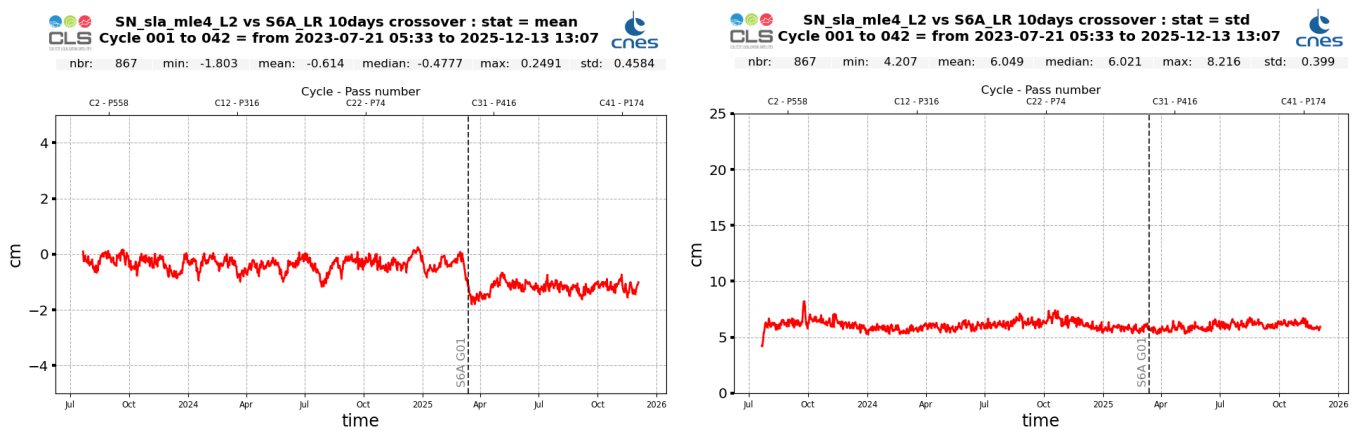 SN_sla_mle4_L2 vs S6A_LR 10days crossover : stat = mean
Cycle 001 to 042 = from 2023-07-21 05:33 to 2025-12-13 13:07
CLS
cnes
nbr: 867 min: -1.803 mean: -0.614 median: -0.4777 max: 0.2491 std: 0.4584
Cycle - Pass number
C2 - P558 C12 - P316 C22 - P74 C31 - P416 C41 - P174
4
2
0
−2
−4
cm
S6A G01
Jul Oct 2024 Apr Jul Oct 2025 Apr Jul Oct 2026
time
SN_sla_mle4_L2 vs S6A_LR 10days crossover : stat = std
Cycle 001 to 042 = from 2023-07-21 05:33 to 2025-12-13 13:07
CLS
cnes
nbr: 867 min: 4.207 mean: 6.049 median: 6.021 max: 8.216 std: 0.399
Cycle - Pass number
C2 - P558 C12 - P316 C22 - P74 C31 - P416 C41 - P174
25
20
15
10
5
0
cm
S6A G01
Jul Oct 2024 Apr Jul Oct 2025 Apr Jul Oct 2026
time